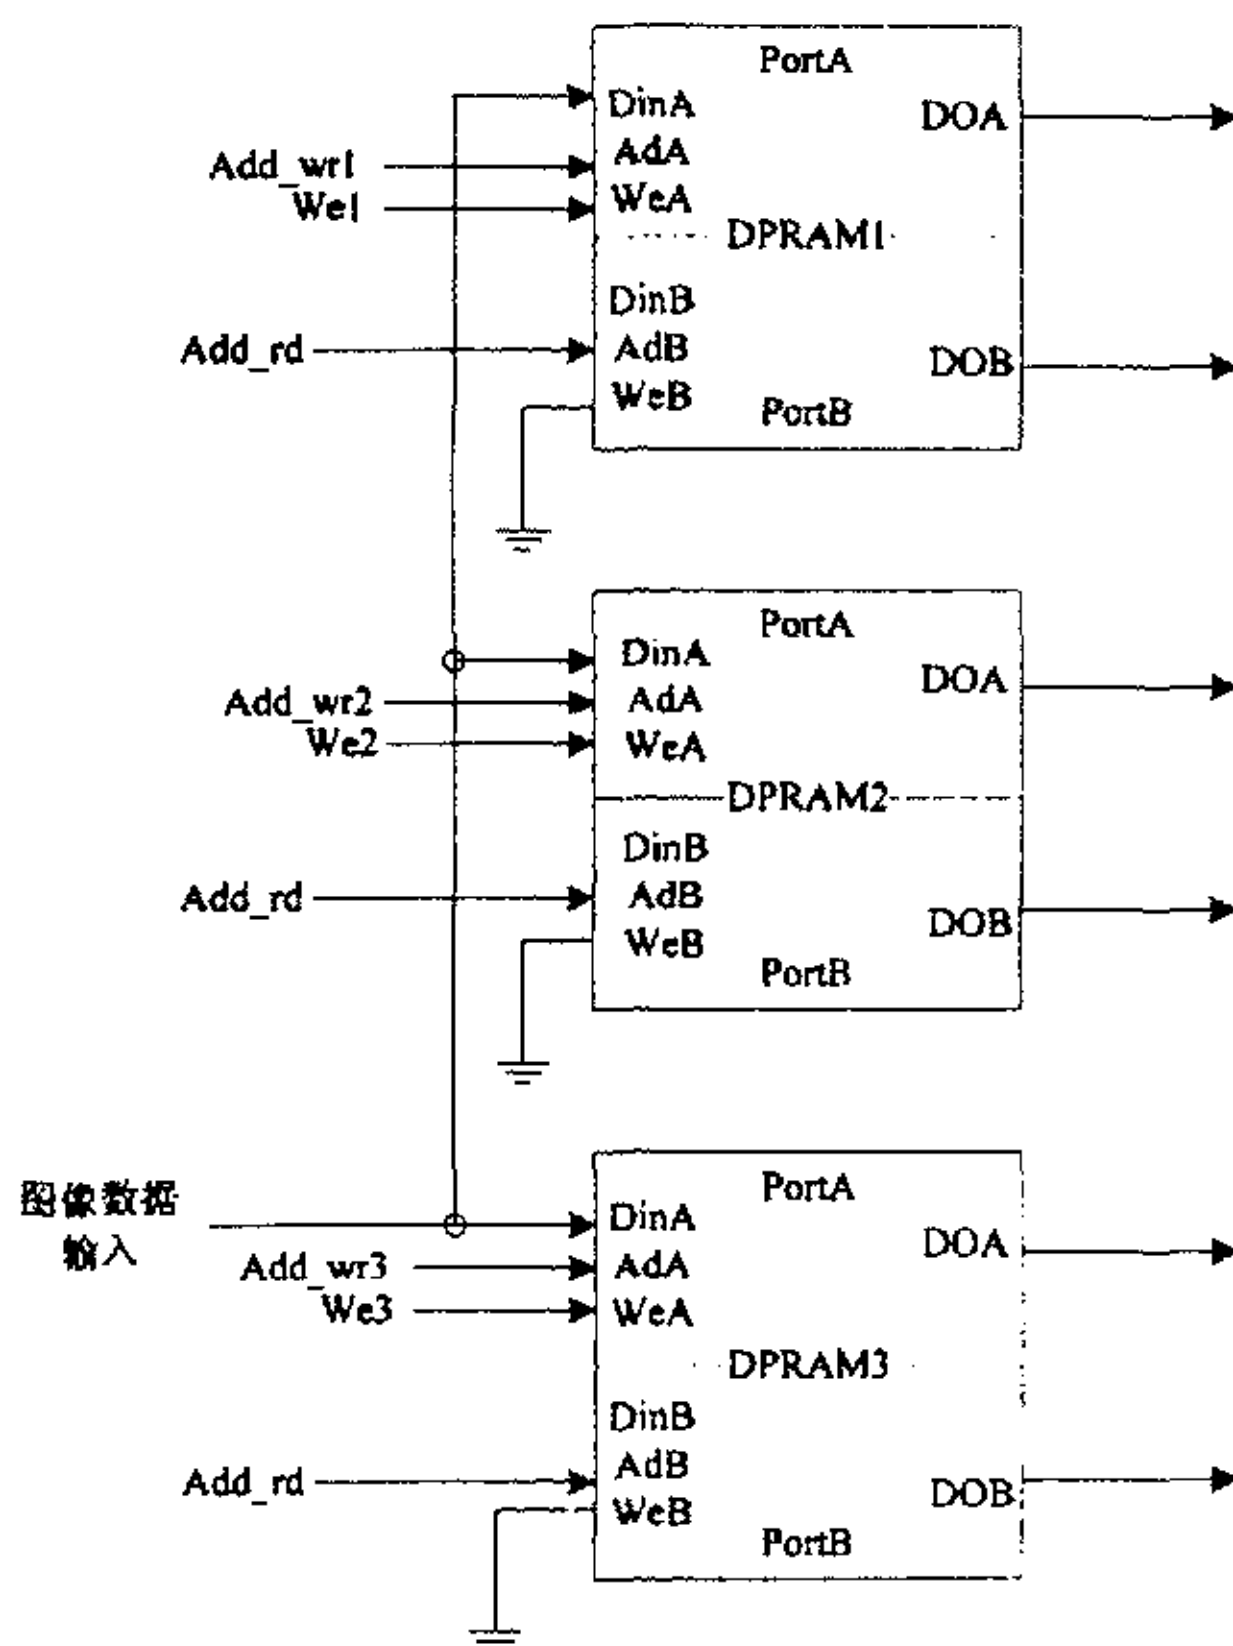 PortA
DinA
DOA
AdA
Add_wr1
WeA
We1
DPRAM1
DinB
Add_rd
AdB
DOB
WeB
PortB
PortA
DinA
DOA
Add_wr2
AdA
We2
WeA
DPRAM2
DinB
Add_rd
AdB
DOB
WeB
PortB
PortA
图像数据
输入
DinA
DOA
Add_wr3
AdA
We3
WeA
DPRAM3
DinB
Add_rd
AdB
DOB
WeB
PortB